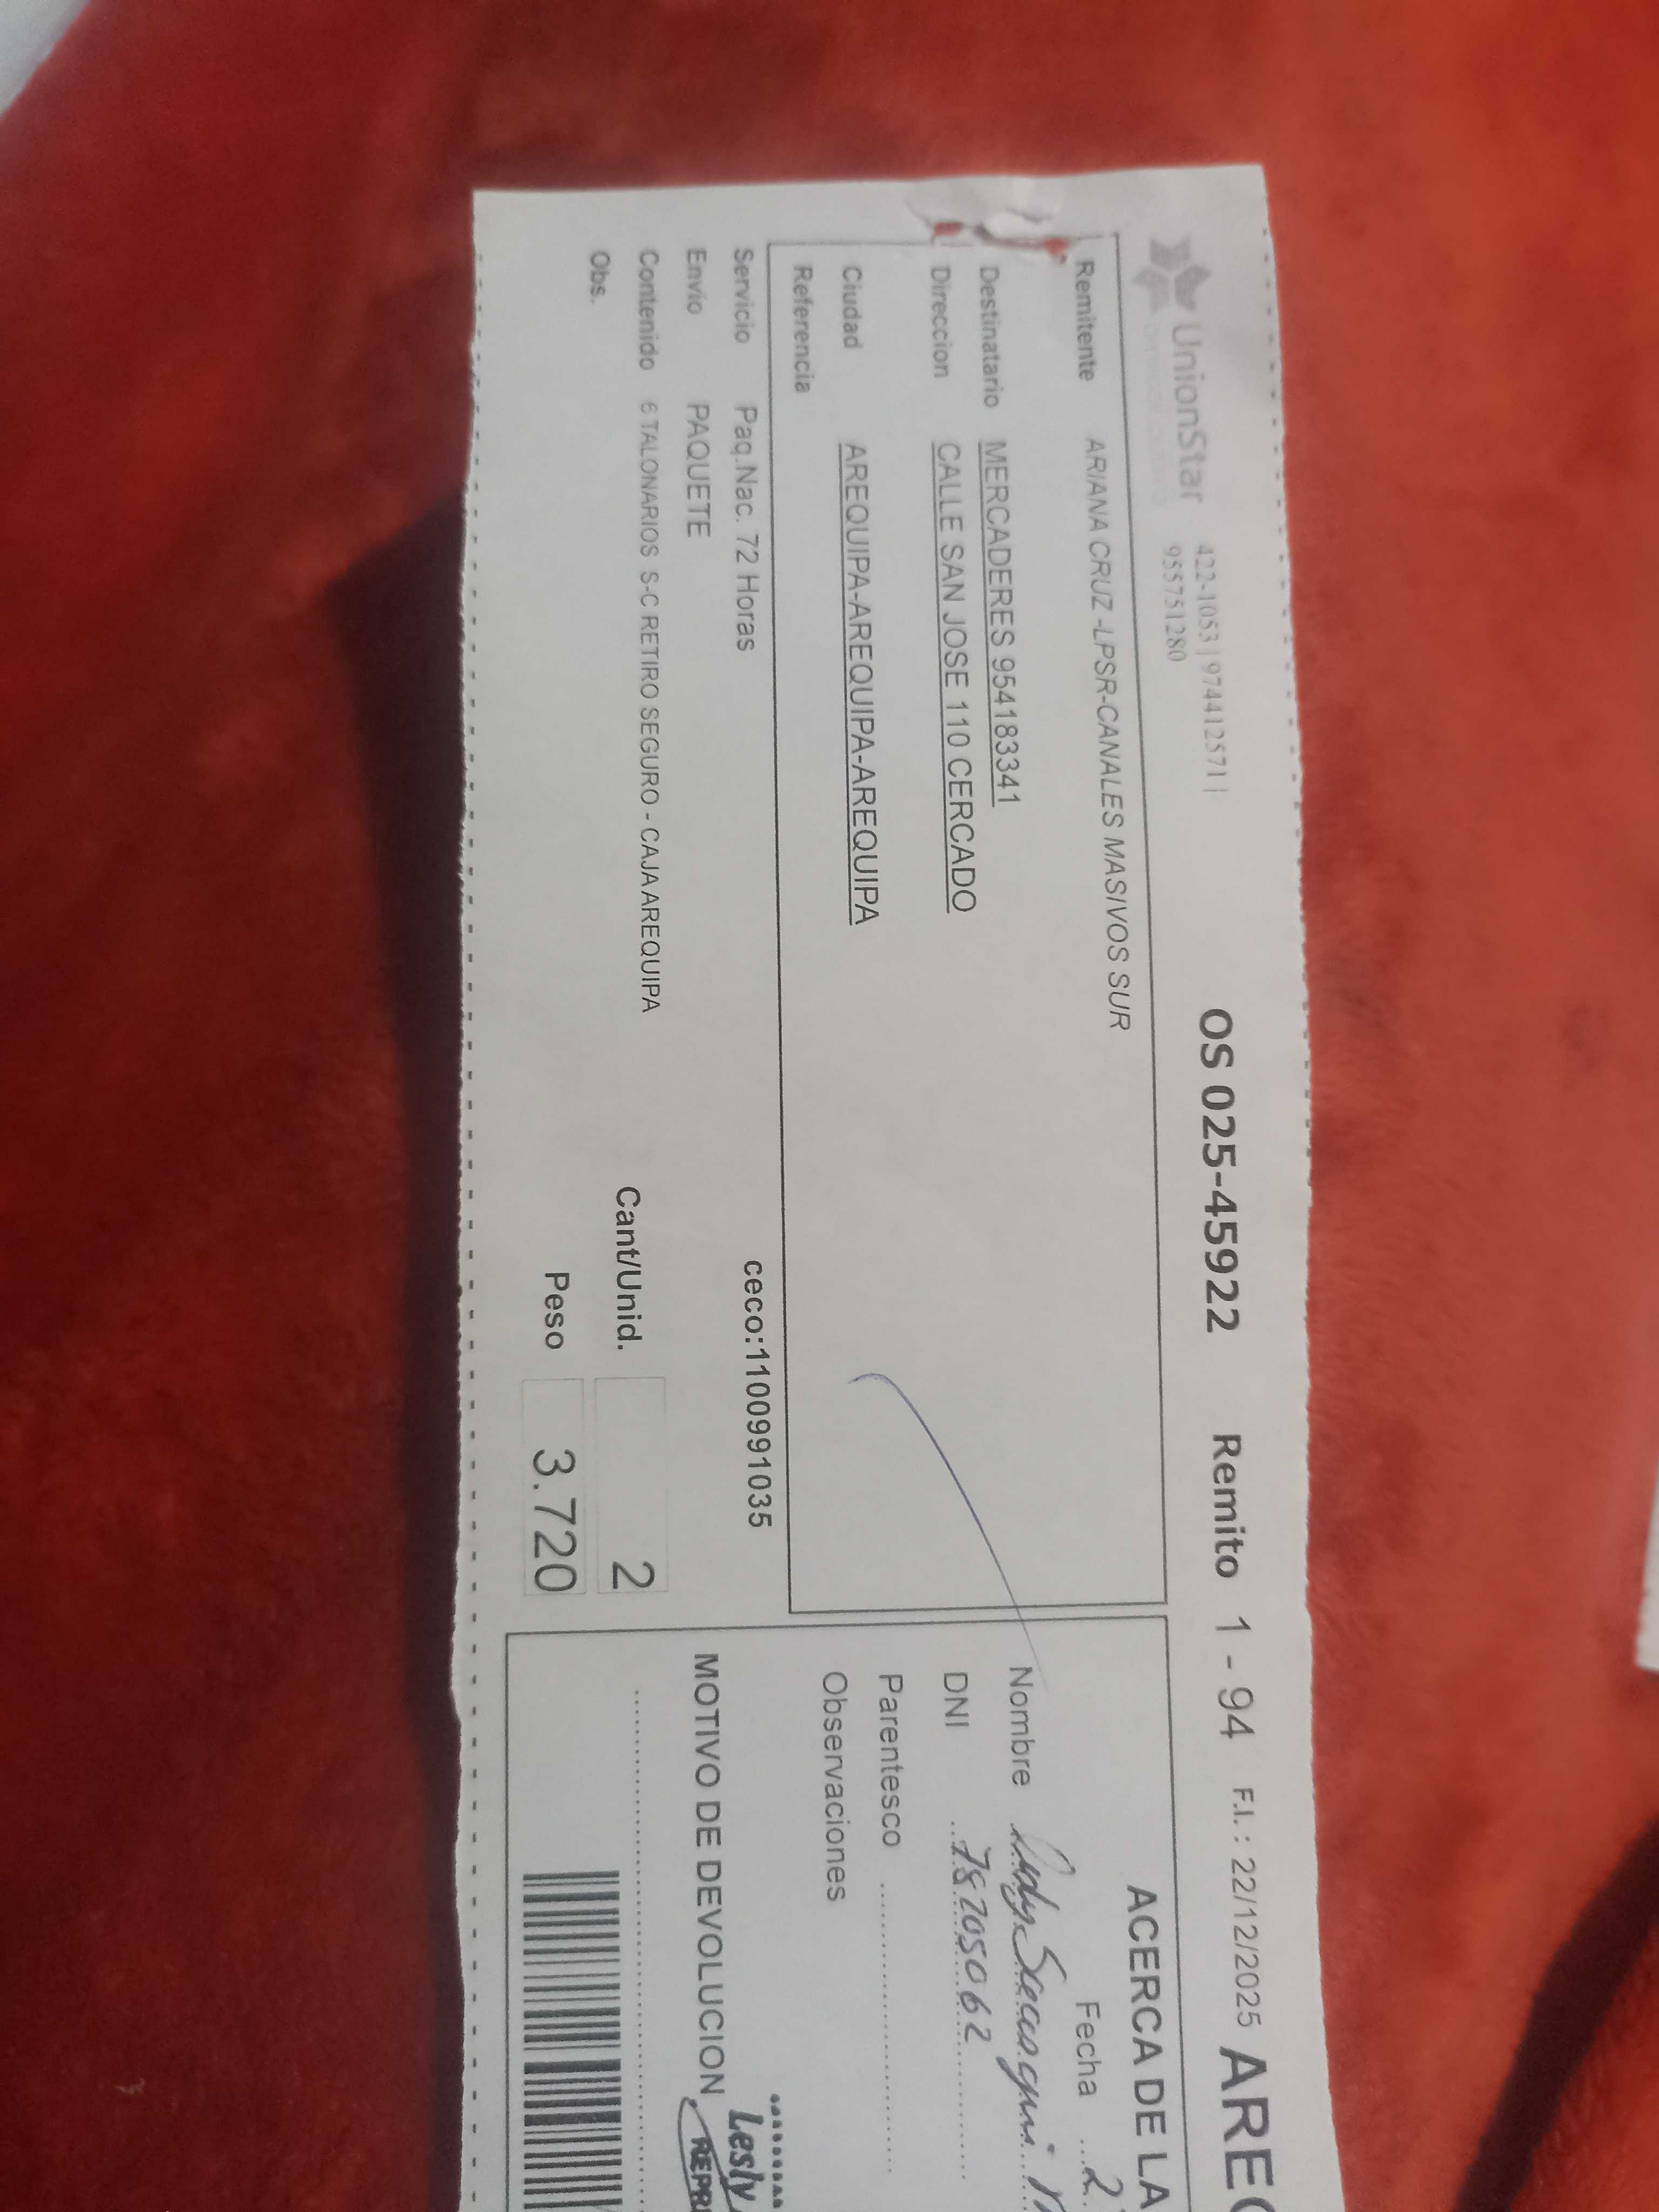 UnionStar 422-1053 | 974412571 |
955751280
OS 025-45922 Remito 1 - 94 F.I. : 22/12/2025
Remitente ARIANA CRUZ -LPSR-CANALES MASIVOS SUR
Destinatario MERCADERES 954183341
Direccion CALLE SAN JOSE 110 CERCADO
Ciudad AREQUIPA-AREQUIPA-AREQUIPA
Referencia
Servicio Paq.Nac. 72 Horas
ceco:1100991035
Envio PAQUETE
Contenido 6 TALONARIOS S-C RETIRO SEGURO - CAJA AREQUIPA
Cant/Unid. 2
Obs.
Peso 3.720
ACERCA DE LA
Fecha
Nombre
DNI 78205062
Parentesco
Observaciones
MOTIVO DE DEVOLUCION
Lesly